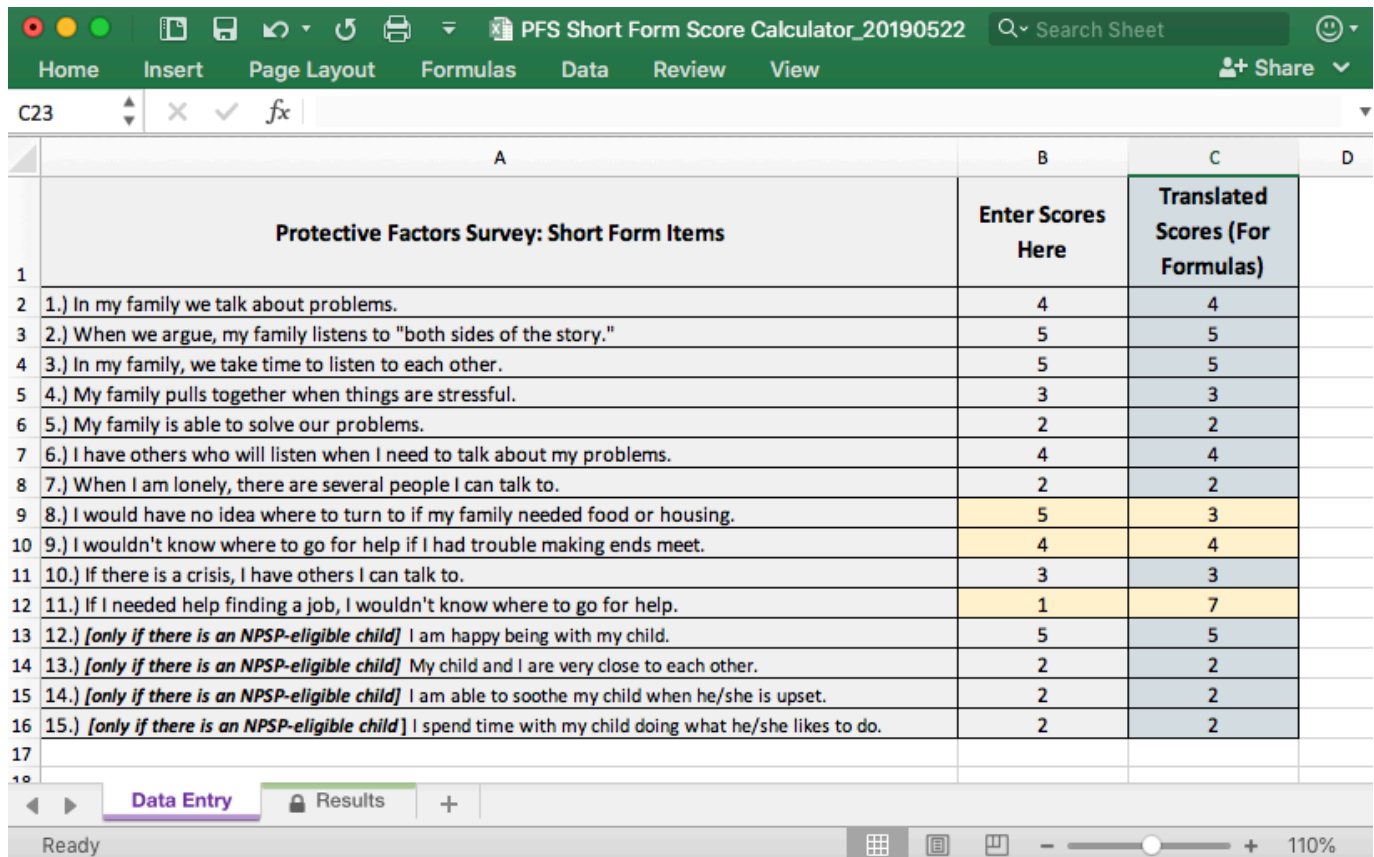 PFS Short Form Score Calculator_20190522 Search Sheet
Home Insert Page Layout Formulas Data Review View Share
C23 fx
A B C D
Protective Factors Survey: Short Form Items
Enter Scores
Here
Translated
Scores (For
Formulas)
1
2 1.) In my family we talk about problems. 4 4
3 2.) When we argue, my family listens to "both sides of the story." 5 5
4 3.) In my family, we take time to listen to each other. 5 5
5 4.) My family pulls together when things are stressful. 3 3
6 5.) My family is able to solve our problems. 2 2
7 6.) I have others who will listen when I need to talk about my problems. 4 4
8 7.) When I am lonely, there are several people I can talk to. 2 2
9 8.) I would have no idea where to turn to if my family needed food or housing. 5 3
10 9.) I wouldn't know where to go for help if I had trouble making ends meet. 4 4
11 10.) If there is a crisis, I have others I can talk to. 3 3
12 11.) If I needed help finding a job, I wouldn't know where to go for help. 1 7
13 12.) [only if there is an NPSP-eligible child] I am happy being with my child. 5 5
14 13.) [only if there is an NPSP-eligible child] My child and I are very close to each other. 2 2
15 14.) [only if there is an NPSP-eligible child] I am able to soothe my child when he/she is upset. 2 2
16 15.) [only if there is an NPSP-eligible child] I spend time with my child doing what he/she likes to do. 2 2
17
18
Data Entry Results +
Ready 110%